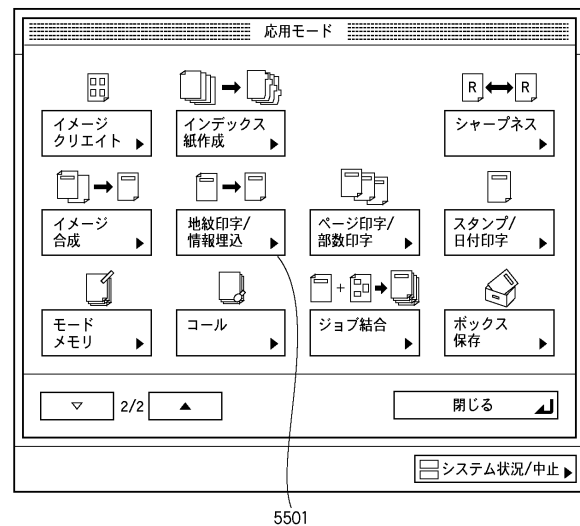 応用モード
R R
イメージ
クリエイト
インデックス
紙作成
シャープネス
イメージ
合成
地紋印字/
情報埋込
ページ印字/
部数印字
スタンプ/
日付印字
モード
メモリ
コール
+
ジョブ結合
ボックス
保存
▽ 2/2 ▲
閉じる
システム状況/中止
5501